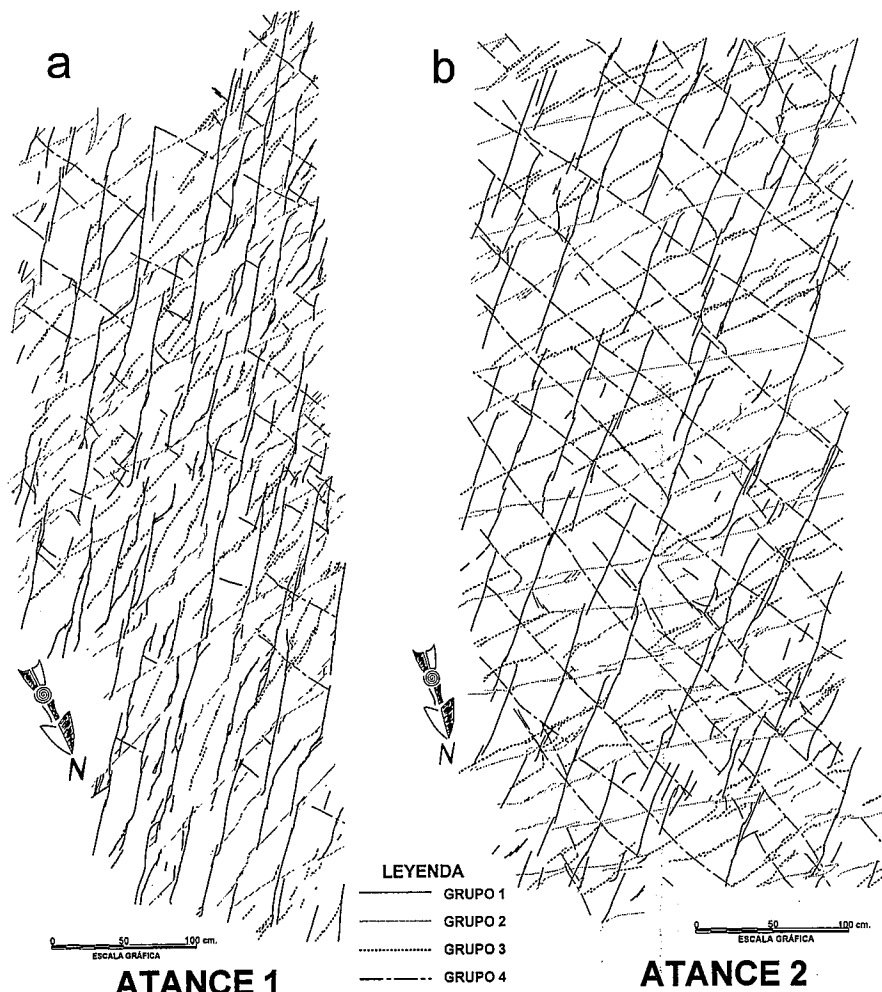 a
b
N
N
LEYENDA
GRUPO 1
GRUPO 2
GRUPO 3
GRUPO 4
0 50 100 cm.
ESCALA GRÁFICA
ATANCE 1
0 50 100 cm.
ESCALA GRÁFICA
ATANCE 2